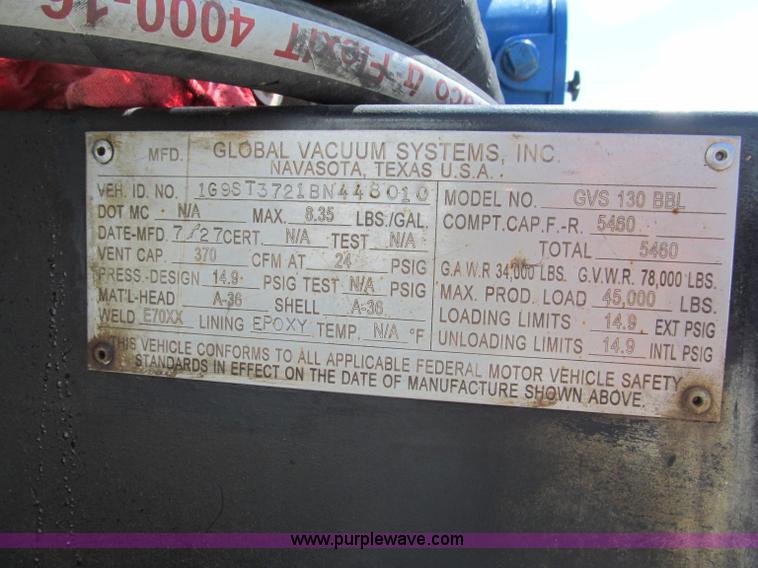 FLEXIT 4000-16
MFD. GLOBAL VACUUM SYSTEMS, INC.
NAVASOTA, TEXAS U.S.A.
VEH. ID NO. 1G9ST3721BN448010
DOT MC N/A MAX. 8.35 LBS./GAL.
DATE-MFD. 7/27 CERT. N/A TEST N/A
VENT CAP. 370 CFM AT 24 PSIG
PRESS.-DESIGN 14.9 PSIG TEST N/A PSIG
MAT'L-HEAD A-36 SHELL A-36
WELD E70XX LINING EPOXY TEMP. N/A °F
MODEL NO. GVS 130 BBL
COMPT.CAP.F.-R. 5460
TOTAL 5460
G.A.W.R 34,000 LBS. G.V.W.R. 78,000 LBS.
MAX. PROD. LOAD 45,000 LBS.
LOADING LIMITS 14.9 EXT PSIG
UNLOADING LIMITS 14.9 INTL PSIG
THIS VEHICLE CONFORMS TO ALL APPLICABLE FEDERAL MOTOR VEHICLE SAFETY
STANDARDS IN EFFECT ON THE DATE OF MANUFACTURE SHOWN ABOVE.
www.purplewave.com